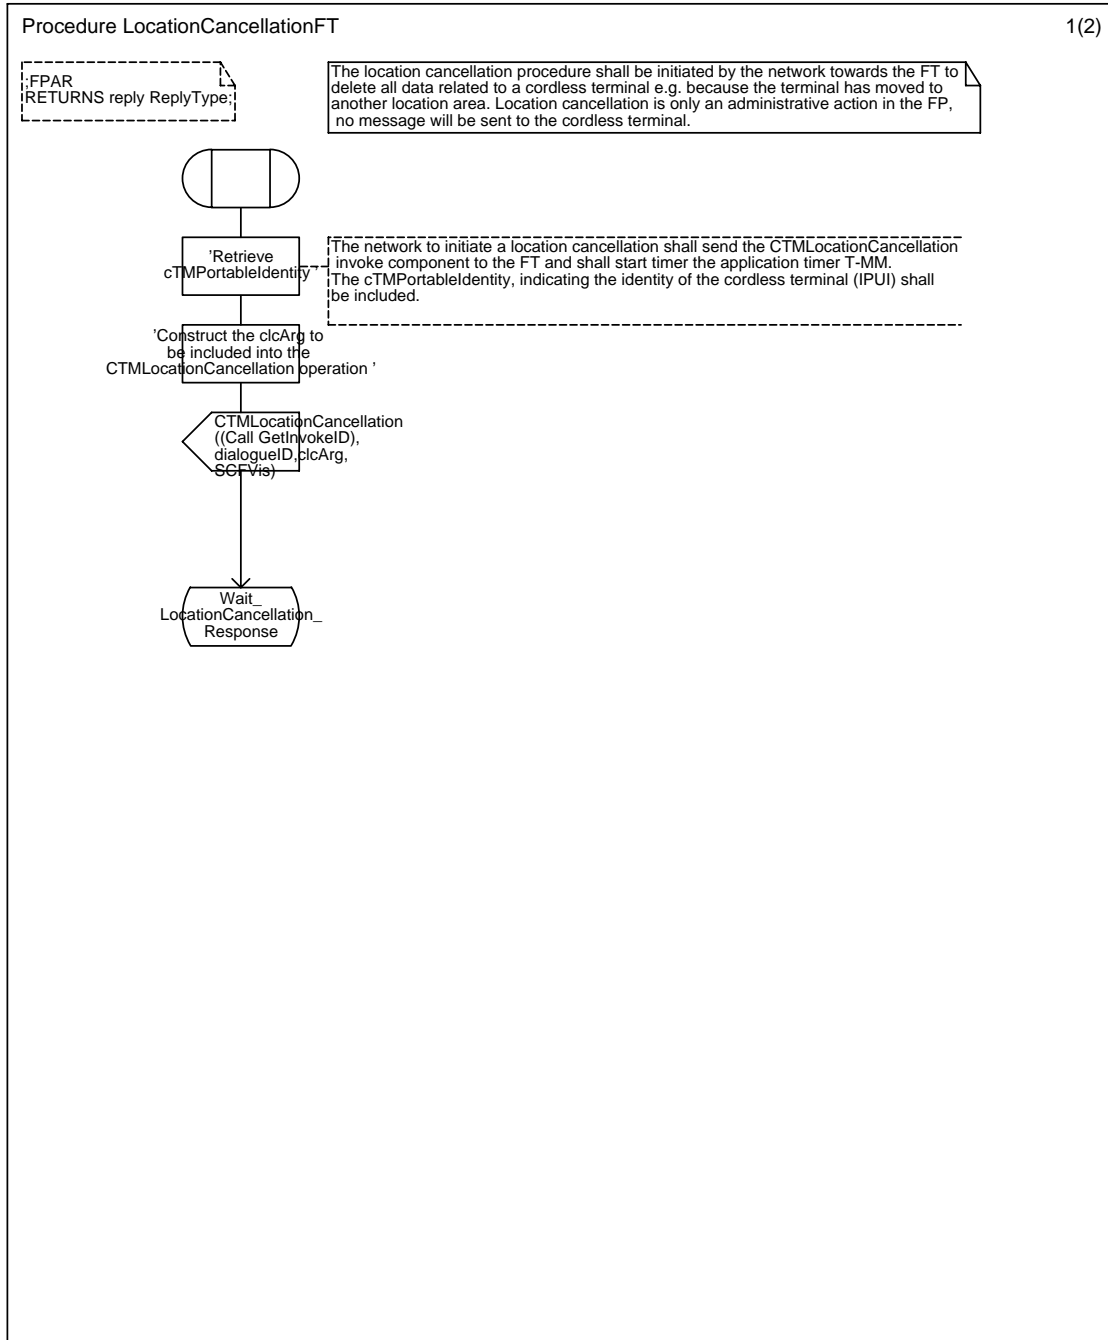 Procedure LocationCancellationFT
1(2)
;FPAR
RETURNS reply ReplyType;
The location cancellation procedure shall be initiated by the network towards the FT to
delete all data related to a cordless terminal e.g. because the terminal has moved to
another location area. Location cancellation is only an administrative action in the FP,
no message will be sent to the cordless terminal.
'Retrieve
cTMPortableIdentity '
The network to initiate a location cancellation shall send the CTMLocationCancellation
invoke component to the FT and shall start timer the application timer T-MM.
The cTMPortableIdentity, indicating the identity of the cordless terminal (IPUI) shall
be included.
'Construct the clcArg to
be included into the
CTMLocationCancellation operation '
CTMLocationCancellation
((Call GetInvokeID),
dialogueID,clcArg,
SCFVis)
Wait_
LocationCancellation_
Response